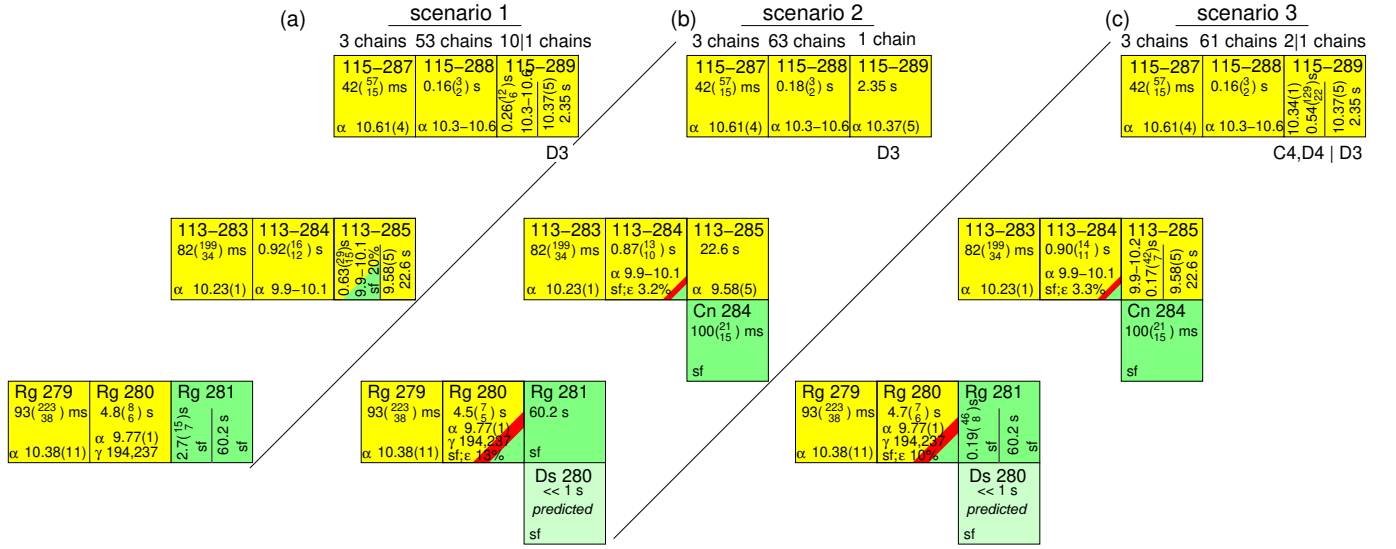 (a)
scenario 1
3 chains 53 chains 10|1 chains
115−287 115−288 115−289
42(57/15) ms 0.16(3/2) s 0.26(12/6)s 10.3−10.6 10.37(5) 2.35 s
α 10.61(4) α 10.3−10.6
D3
113−283 113−284 113−285
82(199/34) ms 0.92(16/12) s 0.63(29/15)s 9.9−10.1 sf 20% 9.58(5) 22.6 s
α 10.23(1) α 9.9−10.1
Rg 279 Rg 280 Rg 281
93(223/38) ms 4.8(8/6) s 2.7(15/7)s sf 60.2 s sf
α 9.77(1)
α 10.38(11) γ 194,237
(b)
scenario 2
3 chains 63 chains 1 chain
115−287 115−288 115−289
42(57/15) ms 0.18(3/2) s 2.35 s
α 10.61(4) α 10.3−10.6 α 10.37(5)
D3
113−283 113−284 113−285
82(199/34) ms 0.87(13/10) s 22.6 s
α 9.9−10.1
α 10.23(1) sf;ε 3.2% α 9.58(5)
Cn 284
100(21/15) ms
sf
Rg 279 Rg 280 Rg 281
93(223/38) ms 4.5(7/5) s 60.2 s
α 9.77(1)
γ 194,237
α 10.38(11) sf;ε 13% sf
Ds 280
<< 1 s
predicted
sf
(c)
scenario 3
3 chains 61 chains 2|1 chains
115−287 115−288 115−289
42(57/15) ms 0.16(3/2) s 10.34(1) 0.54(129/22)s 10.37(5) 2.35 s
α 10.61(4) α 10.3−10.6
C4,D4 | D3
113−283 113−284 113−285
82(199/34) ms 0.90(14/11) s 9.9−10.2 0.17(42/7)s 9.58(5) 22.6 s
α 9.9−10.1
α 10.23(1) sf;ε 3.3%
Cn 284
100(21/15) ms
sf
Rg 279 Rg 280 Rg 281
93(223/38) ms 4.7(7/6) s 0.19(46/8)s sf 60.2 s sf
α 9.77(1)
γ 194,237
α 10.38(11) sf;ε 10%
Ds 280
<< 1 s
predicted
sf